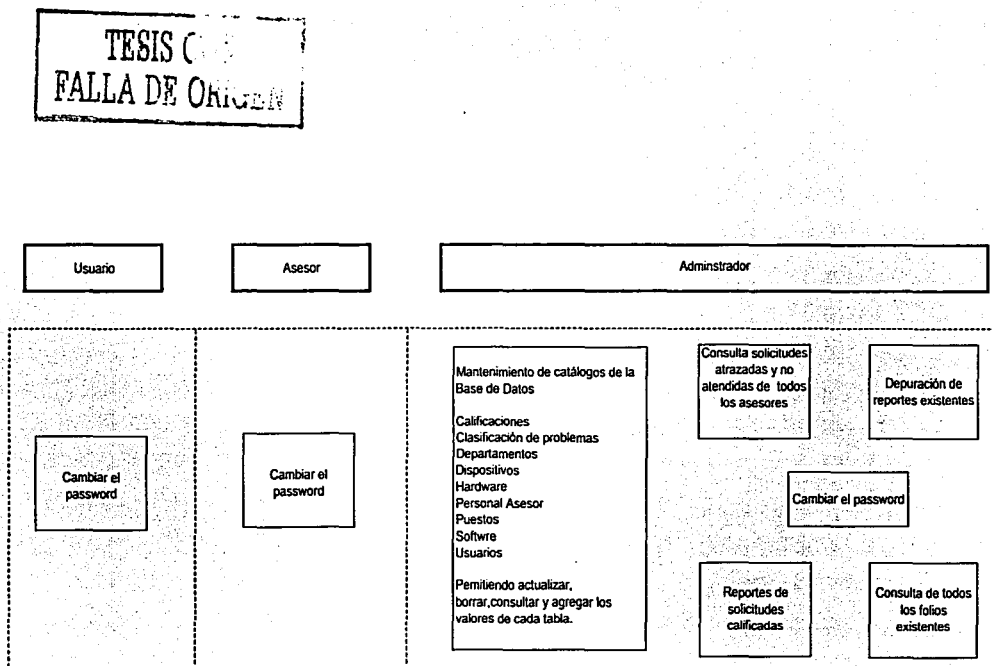 TESIS
FALLA DE ORIGEN
Usuario
Asesor
Adminstrador
Cambiar el
password
Cambiar el
password
Mantenimiento de catálogos de la
Base de Datos
Calificaciones
Clasificación de problemas
Departamentos
Dispositivos
Hardware
Personal Asesor
Puestos
Softwre
Usuarios
Pemitiendo actualizar,
borrar,consultar y agregar los
valores de cada tabla.
Consulta solicitudes
atrazadas y no
atendidas de todos
los asesores
Depuración de
reportes existentes
Cambiar el password
Reportes de
solicitudes
calificadas
Consulta de todos
los folios
existentes